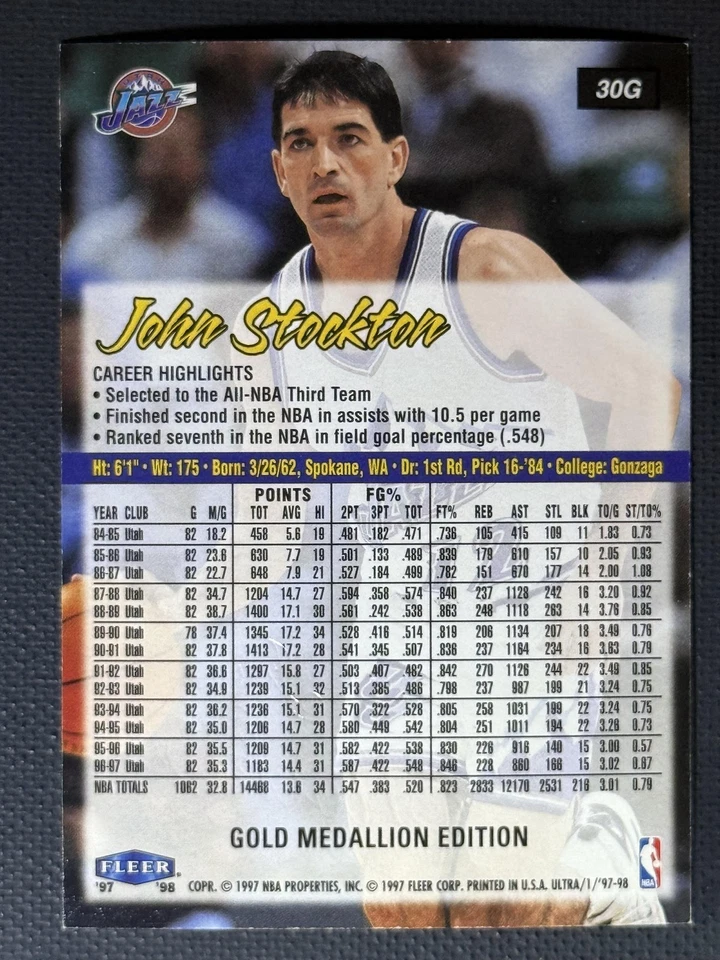 JAZZ
30G
John Stockton
CAREER HIGHLIGHTS
• Selected to the All-NBA Third Team
• Finished second in the NBA in assists with 10.5 per game
• Ranked seventh in the NBA in field goal percentage (.548)
Ht: 6'1" • Wt: 175 • Born: 3/26/62, Spokane, WA • Dr: 1st Rd, Pick 16-'84 • College: Gonzaga
POINTS FG%
YEAR CLUB G M/G TOT AVG HI 2PT 3PT TOT FT% REB AST STL BLK TO/G ST/TO%
84-85 Utah 82 18.2 458 5.6 19 .481 .182 .471 .736 105 415 109 11 1.83 0.73
85-86 Utah 82 23.6 630 7.7 19 .501 .133 .489 .839 179 610 157 10 2.05 0.93
86-87 Utah 82 22.7 648 7.9 21 .527 .184 .499 .782 151 670 177 14 2.00 1.08
87-88 Utah 82 34.7 1204 14.7 27 .594 .358 .574 .840 237 1128 242 16 3.20 0.92
88-89 Utah 82 38.7 1400 17.1 30 .561 .242 .538 .863 248 1118 263 14 3.76 0.85
89-90 Utah 78 37.4 1345 17.2 34 .528 .416 .514 .819 206 1134 207 18 3.49 0.76
90-91 Utah 82 37.8 1413 17.2 28 .541 .345 .507 .836 237 1164 234 16 3.63 0.79
91-92 Utah 82 36.6 1297 15.8 27 .503 .407 .482 .842 270 1126 244 22 3.49 0.85
92-93 Utah 82 34.9 1239 15.1 32 .513 .385 .486 .798 237 987 199 21 3.24 0.75
93-94 Utah 82 36.2 1236 15.1 31 .570 .322 .528 .805 258 1031 199 22 3.24 0.75
94-95 Utah 82 35.0 1206 14.7 28 .580 .449 .542 .804 251 1011 194 22 3.26 0.73
95-96 Utah 82 35.5 1209 14.7 31 .582 .422 .538 .830 226 916 140 15 3.00 0.57
96-97 Utah 82 35.3 1183 14.4 31 .587 .422 .548 .846 228 860 166 15 3.02 0.67
NBA TOTALS 1062 32.8 14468 13.6 34 .547 .383 .520 .823 2833 12170 2531 216 3.01 0.79
GOLD MEDALLION EDITION
FLEER
'97 '98
COPR. © 1997 NBA PROPERTIES, INC. © 1997 FLEER CORP. PRINTED IN U.S.A. ULTRA/1/'97-98
NBA